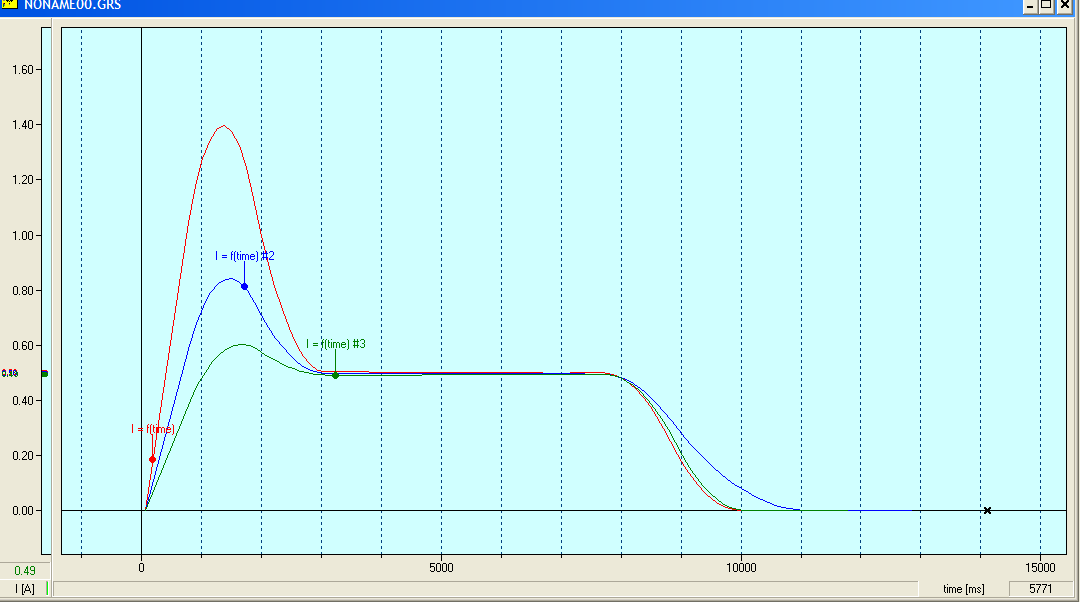 NONAME00.GRS
1.60
1.40
1.20
1.00
0.80
0.60
0.40
0.20
0.00
I = f(time) #2
I = f(time) #3
I = f(time)
0.49
I [A]
0
5000
10000
15000
time [ms]
5771